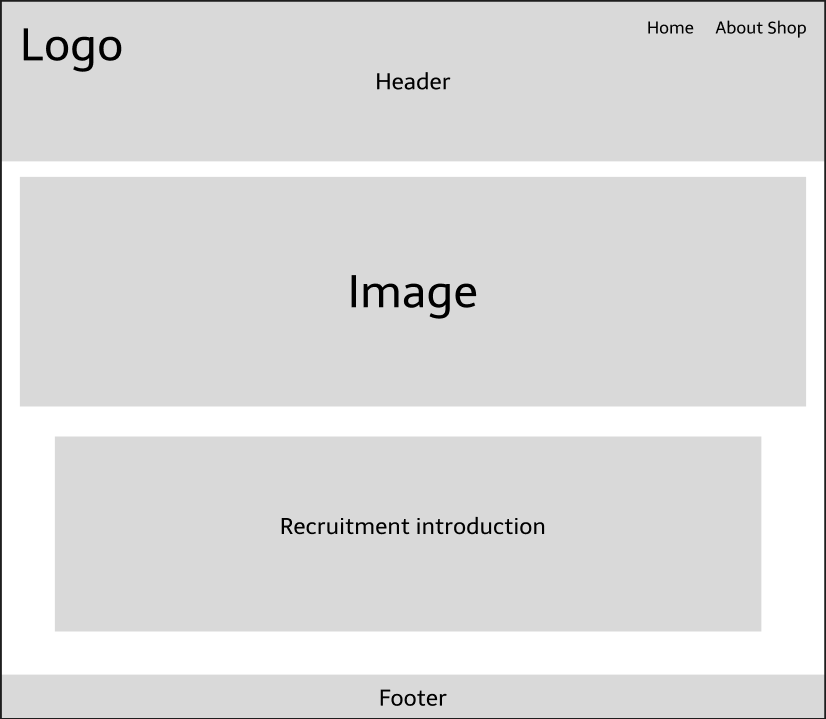 Logo
Home About Shop
Header
Image
Recruitment introduction
Footer